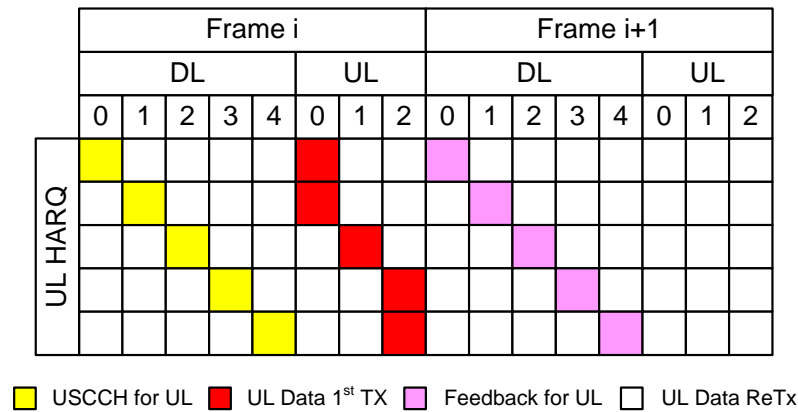 Frame i Frame i+1
DL UL DL UL
0 1 2 3 4 0 1 2 0 1 2 3 4 0 1 2
UL HARQ
USCCH for UL UL Data 1st TX Feedback for UL UL Data ReTx